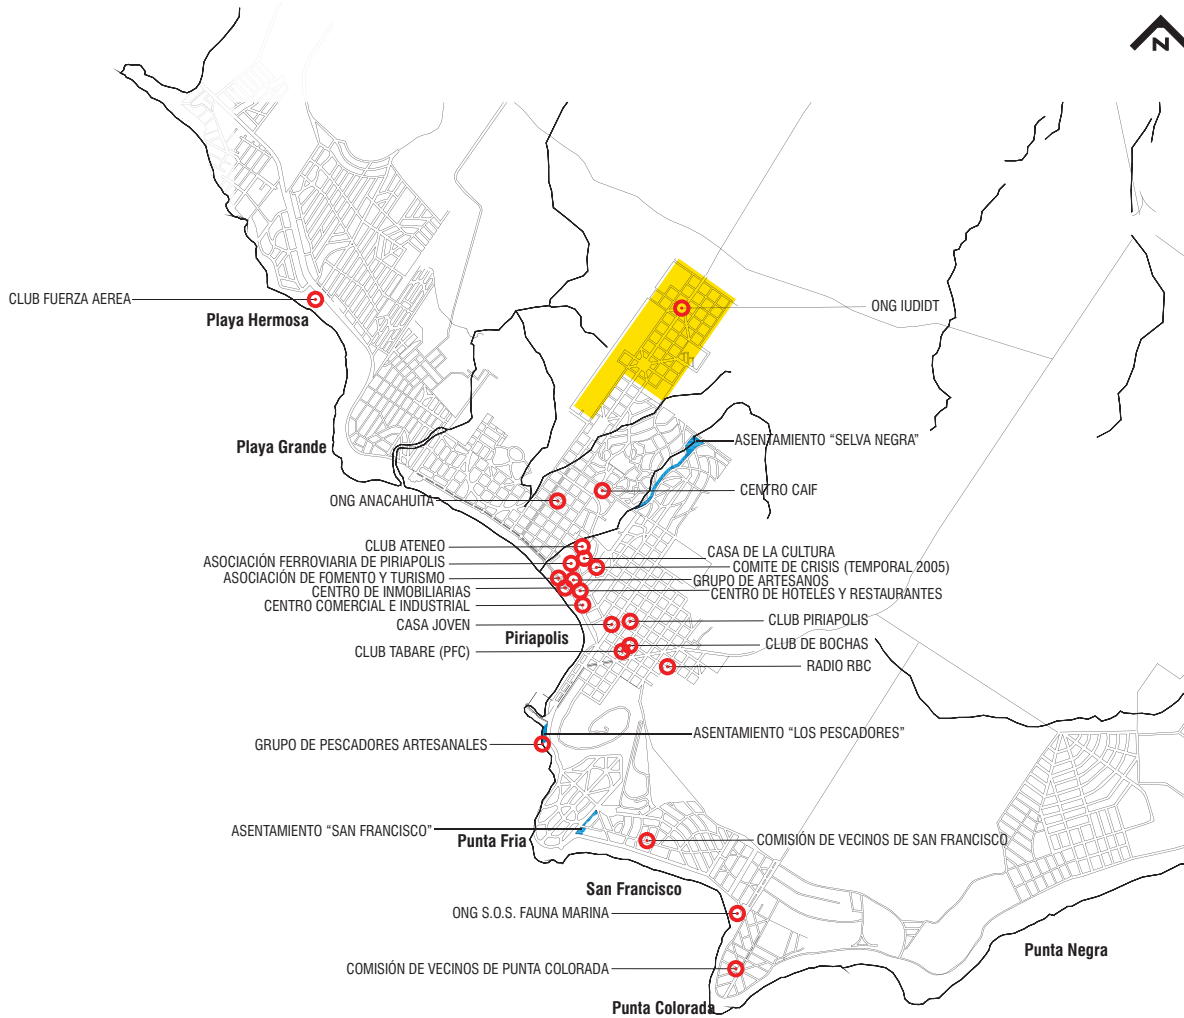 N
CLUB FUERZA AEREA
Playa Hermosa
ONG IUDIDT
Playa Grande
ASENTAMIENTO “SELVA NEGRA”
ONG ANACAHUITA
CENTRO CAIF
CLUB ATENEO
CASA DE LA CULTURA
ASOCIACIÓN FERROVIARIA DE PIRIAPOLIS
COMITE DE CRISIS (TEMPORAL 2005)
ASOCIACIÓN DE FOMENTO Y TURISMO
GRUPO DE ARTESANOS
CENTRO DE INMOBILIARIAS
CENTRO DE HOTELES Y RESTAURANTES
CENTRO COMERCIAL E INDUSTRIAL
CASA JOVEN
CLUB PIRIAPOLIS
Piriapolis
CLUB TABARE (PFC)
CLUB DE BOCHAS
RADIO RBC
ASENTAMIENTO “LOS PESCADORES”
GRUPO DE PESCADORES ARTESANALES
ASENTAMIENTO “SAN FRANCISCO”
Punta Fria
COMISIÓN DE VECINOS DE SAN FRANCISCO
San Francisco
ONG S.O.S. FAUNA MARINA
Punta Negra
COMISIÓN DE VECINOS DE PUNTA COLORADA
Punta Colorada